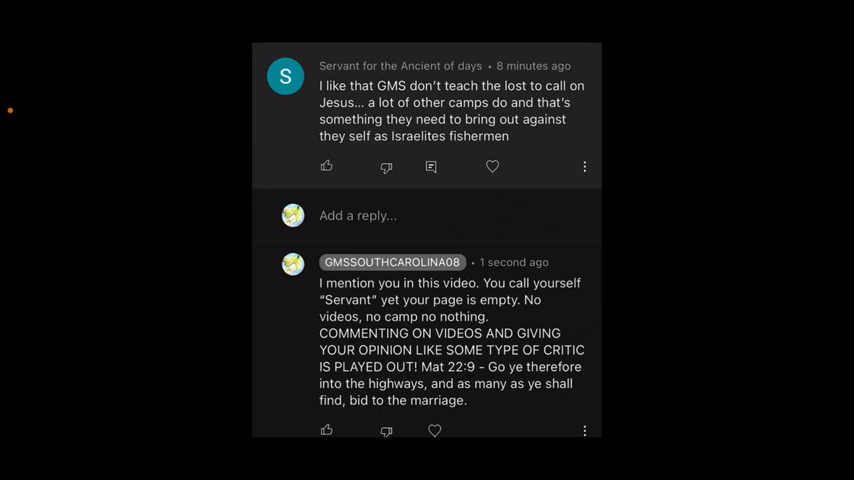 Servant for the Ancient of days • 8 minutes ago
S
I like that GMS don't teach the lost to call on
Jesus... a lot of other camps do and that's
something they need to bring out against
they self as Israelites fishermen
Add a reply...
GMSSOUTHCAROLINA08 • 1 second ago
I mention you in this video. You call yourself
“Servant” yet your page is empty. No
videos, no camp no nothing.
COMMENTING ON VIDEOS AND GIVING
YOUR OPINION LIKE SOME TYPE OF CRITIC
IS PLAYED OUT! Mat 22:9 - Go ye therefore
into the highways, and as many as ye shall
find, bid to the marriage.